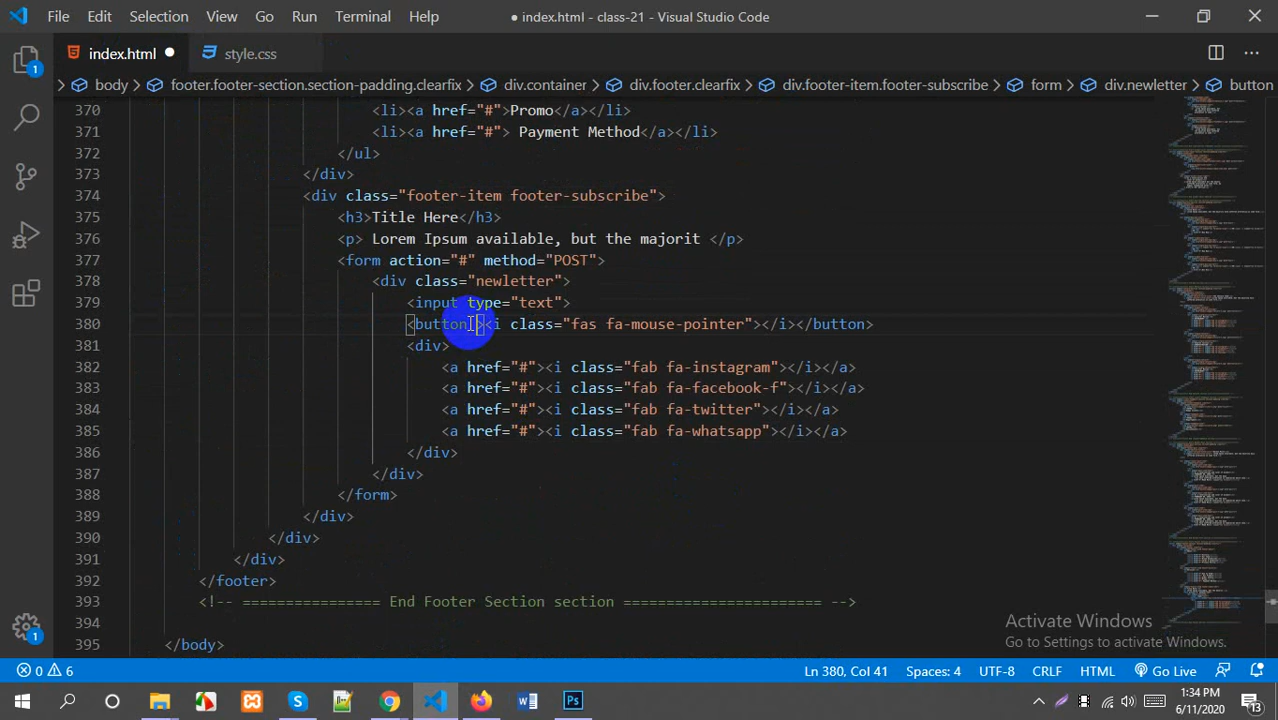 File Edit Selection View Go Run Terminal Help ● index.html - class-21 - Visual Studio Code
index.html ● style.css
body footer.footer-section.section-padding.clearfix div.container div.footer.clearfix div.footer-item.footer-subscribe form div.newletter button
370 <li><a href="#">Promo</a></li>
371 <li><a href="#"> Payment Method</a></li>
372 </ul>
373 </div>
374 <div class="footer-item footer-subscribe">
375 <h3>Title Here</h3>
376 <p> Lorem Ipsum available, but the majorit </p>
377 <form action="#" method="POST">
378 <div class="newletter">
379 <input type="text">
380 <button ><i class="fas fa-mouse-pointer"></i></button>
381 <div>
382 <a href="#"><i class="fab fa-instagram"></i></a>
383 <a href="#"><i class="fab fa-facebook-f"></i></a>
384 <a href="#"><i class="fab fa-twitter"></i></a>
385 <a href="#"><i class="fab fa-whatsapp"></i></a>
386 </div>
387 </div>
388 </form>
389 </div>
390 </div>
391 </div>
392 </footer>
393 <!-- =============== End Footer Section section ======================= -->
394
395 </body>
Activate Windows
Go to Settings to activate Windows.
0 6 Ln 380, Col 41 Spaces: 4 UTF-8 CRLF HTML Go Live
1:34 PM
6/11/2020
13